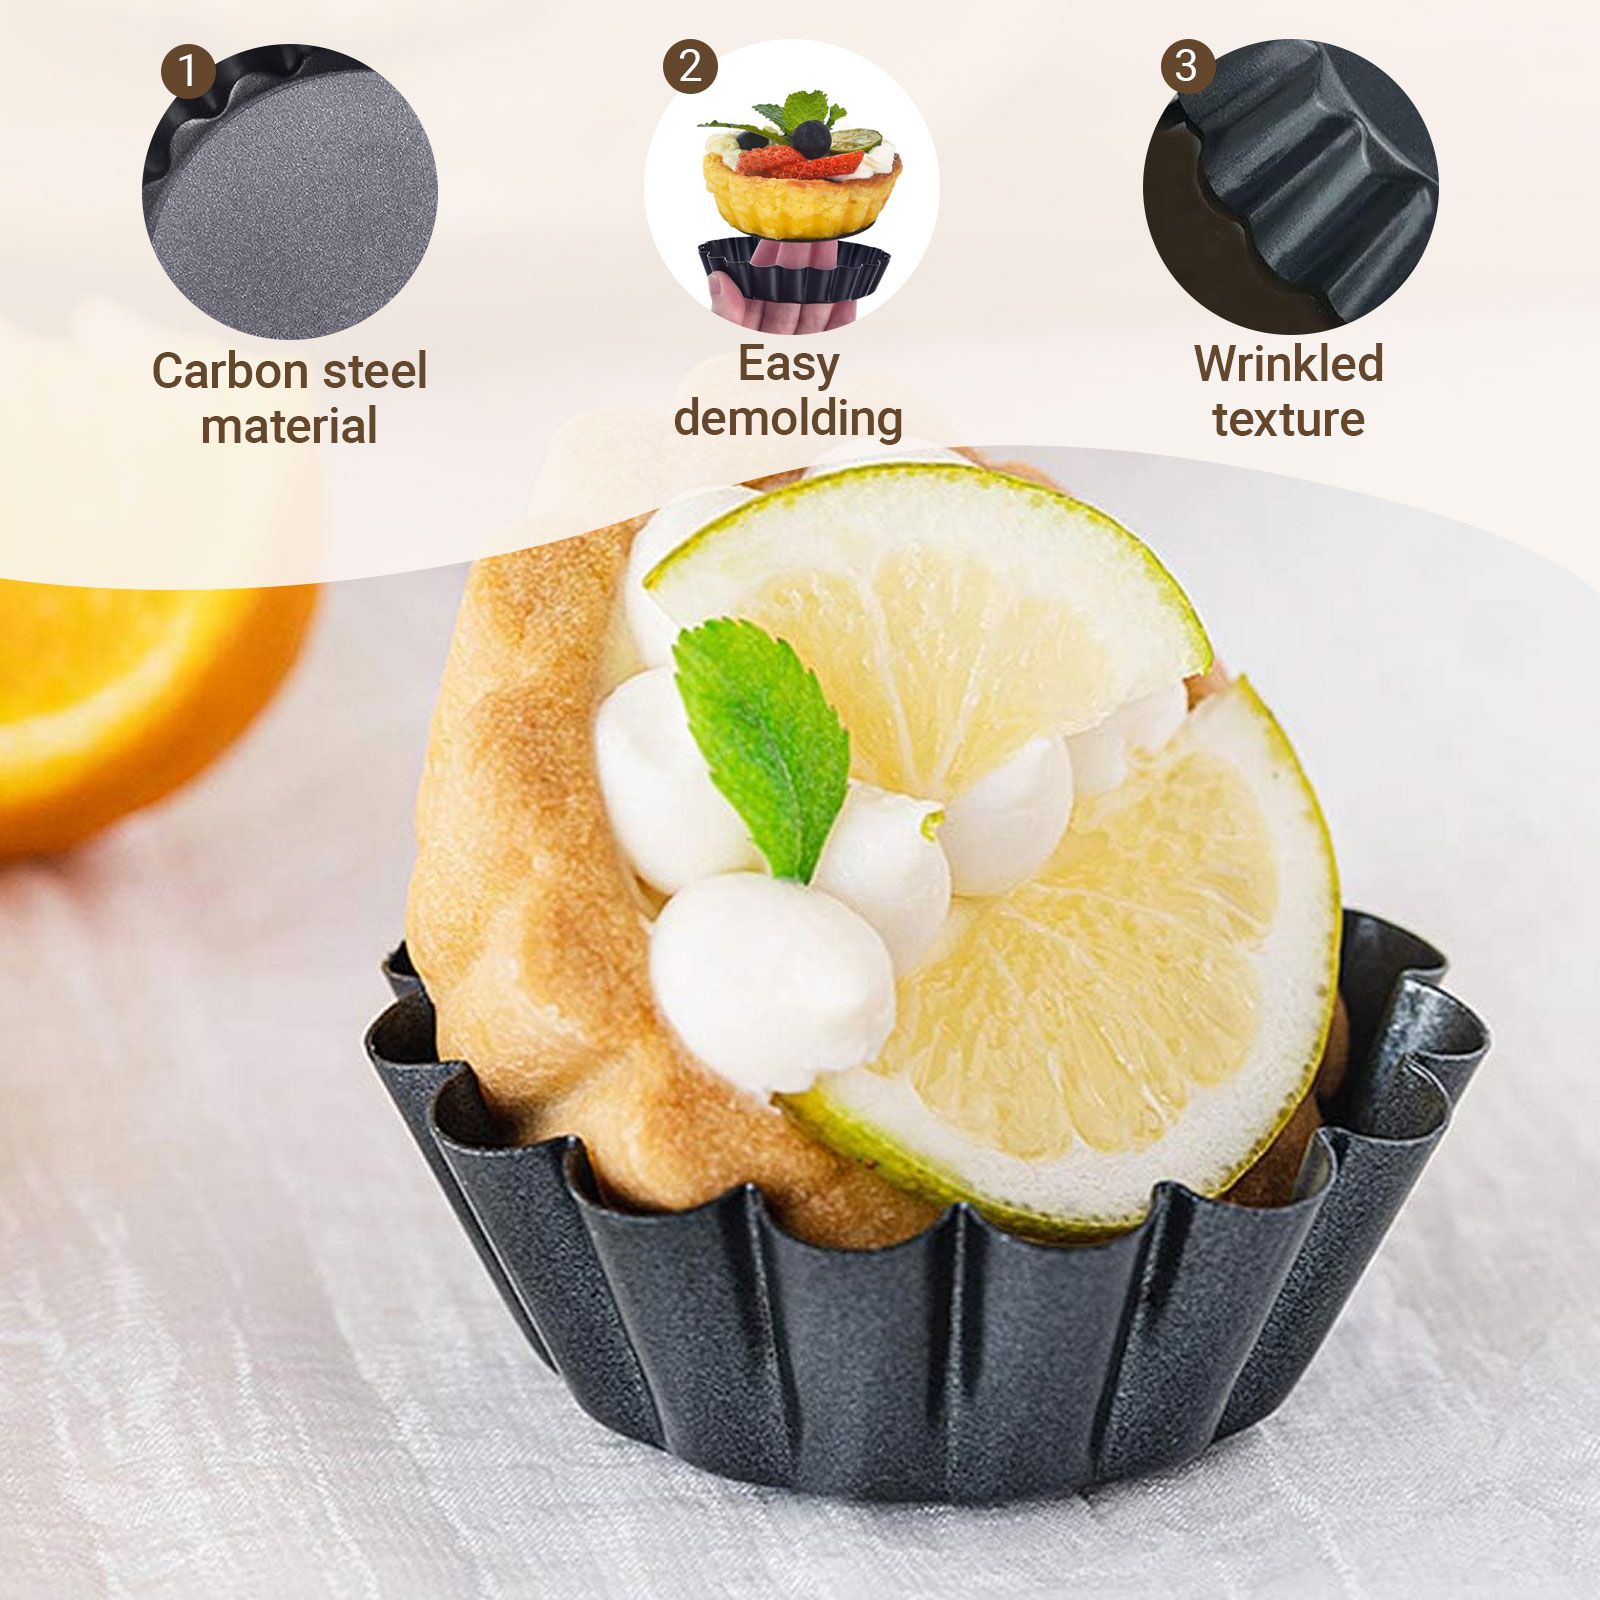 1
Carbon steel
material
2
Easy
demolding
3
Wrinkled
texture